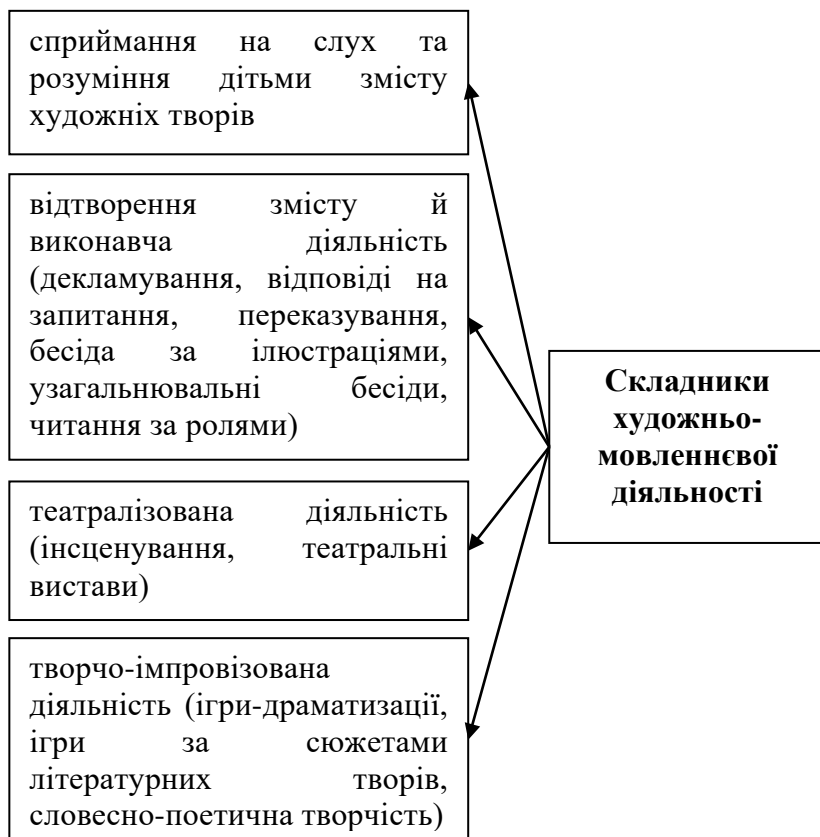 сприймання на слух та
розуміння дітьми змісту
художніх творів
відтворення змісту й
виконавча діяльність
(декламування, відповіді на
запитання, переказування,
бесіда за ілюстраціями,
узагальнювальні бесіди,
читання за ролями)
театралізована діяльність
(інсценування, театральні
вистави)
творчо-імпровізована
діяльність (ігри-драматизації,
ігри за сюжетами
літературних творів,
словесно-поетична творчість)
Складники
художньо-
мовленнєвої
діяльності